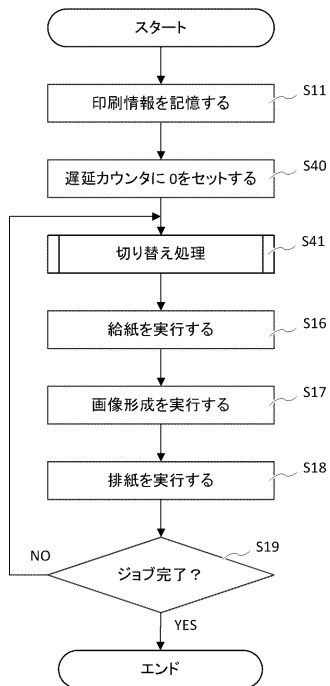 スタート
S11
印刷情報を記憶する
S40
遅延カウンタに 0をセットする
S41
切り替え処理
S16
給紙を実行する
S17
画像形成を実行する
S18
排紙を実行する
S19
NO
ジョブ完了？
YES
エンド